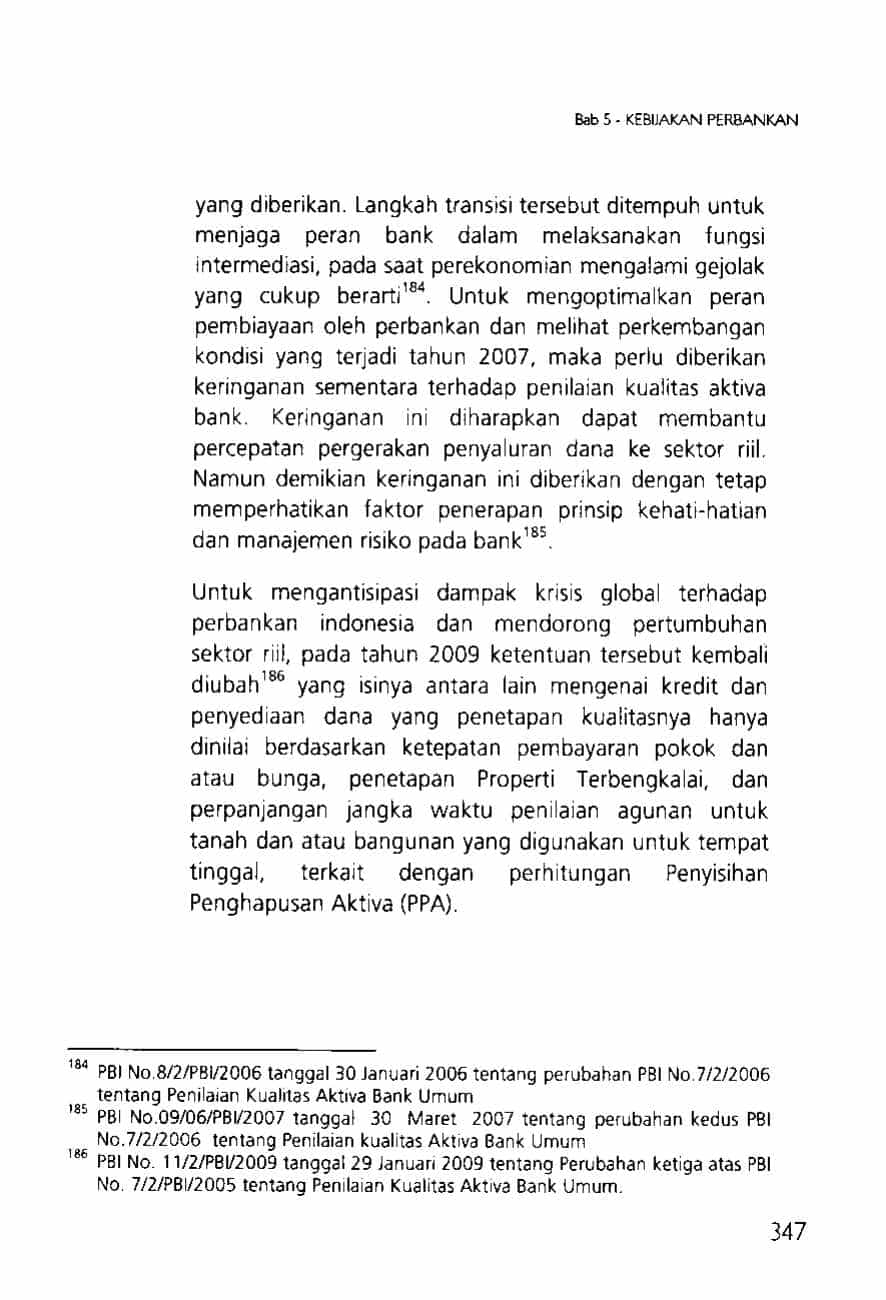 Bab 5 - KEBIJAKAN PERBANKAN
yang diberikan. Langkah transisi tersebut ditempuh untuk
menjaga peran bank dalam melaksanakan fungsi
intermediasi, pada saat perekonomian mengalami gejolak
yang cukup berarti¹⁸⁴. Untuk mengoptimalkan peran
pembiayaan oleh perbankan dan melihat perkembangan
kondisi yang terjadi tahun 2007, maka perlu diberikan
keringanan sementara terhadap penilaian kualitas aktiva
bank. Keringanan ini diharapkan dapat membantu
percepatan pergerakan penyaluran dana ke sektor riil.
Namun demikian keringanan ini diberikan dengan tetap
memperhatikan faktor penerapan prinsip kehati-hatian
dan manajemen risiko pada bank¹⁸⁵.
Untuk mengantisipasi dampak krisis global terhadap
perbankan indonesia dan mendorong pertumbuhan
sektor riil, pada tahun 2009 ketentuan tersebut kembali
diubah¹⁸⁶ yang isinya antara lain mengenai kredit dan
penyediaan dana yang penetapan kualitasnya hanya
dinilai berdasarkan ketepatan pembayaran pokok dan
atau bunga, penetapan Properti Terbengkalai, dan
perpanjangan jangka waktu penilaian agunan untuk
tanah dan atau bangunan yang digunakan untuk tempat
tinggal, terkait dengan perhitungan Penyisihan
Penghapusan Aktiva (PPA).
¹⁸⁴ PBI No.8/2/PBI/2006 tanggal 30 Januari 2006 tentang perubahan PBI No.7/2/2006
tentang Penilaian Kualitas Aktiva Bank Umum
¹⁸⁵ PBI No.09/06/PBI/2007 tanggal 30 Maret 2007 tentang perubahan kedus PBI
No.7/2/2006 tentang Penilaian kualitas Aktiva Bank Umum
¹⁸⁶ PBI No. 11/2/PBI/2009 tanggal 29 Januari 2009 tentang Perubahan ketiga atas PBI
No. 7/2/PBI/2005 tentang Penilaian Kualitas Aktiva Bank Umum.
347